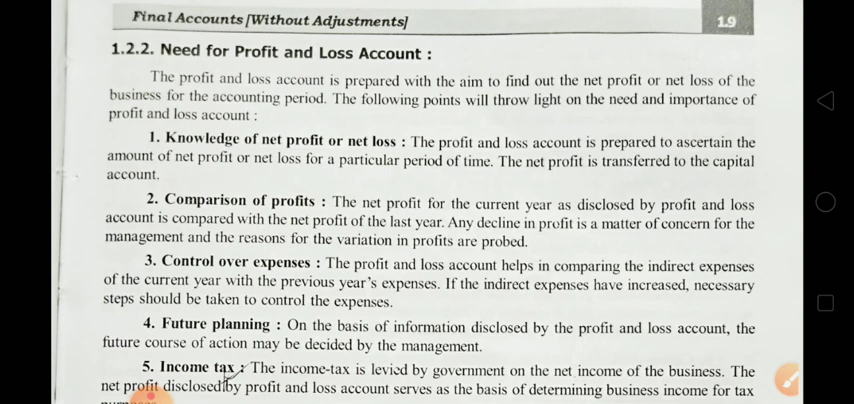 Final Accounts [Without Adjustments]
1.9
1.2.2. Need for Profit and Loss Account :
The profit and loss account is prepared with the aim to find out the net profit or net loss of the
business for the accounting period. The following points will throw light on the need and importance of
profit and loss account :
1. Knowledge of net profit or net loss : The profit and loss account is prepared to ascertain the
amount of net profit or net loss for a particular period of time. The net profit is transferred to the capital
account.
2. Comparison of profits : The net profit for the current year as disclosed by profit and loss
account is compared with the net profit of the last year. Any decline in profit is a matter of concern for the
management and the reasons for the variation in profits are probed.
3. Control over expenses : The profit and loss account helps in comparing the indirect expenses
of the current year with the previous year's expenses. If the indirect expenses have increased, necessary
steps should be taken to control the expenses.
4. Future planning : On the basis of information disclosed by the profit and loss account, the
future course of action may be decided by the management.
5. Income tax : The income-tax is levied by government on the net income of the business. The
net profit disclosed by profit and loss account serves as the basis of determining business income for tax